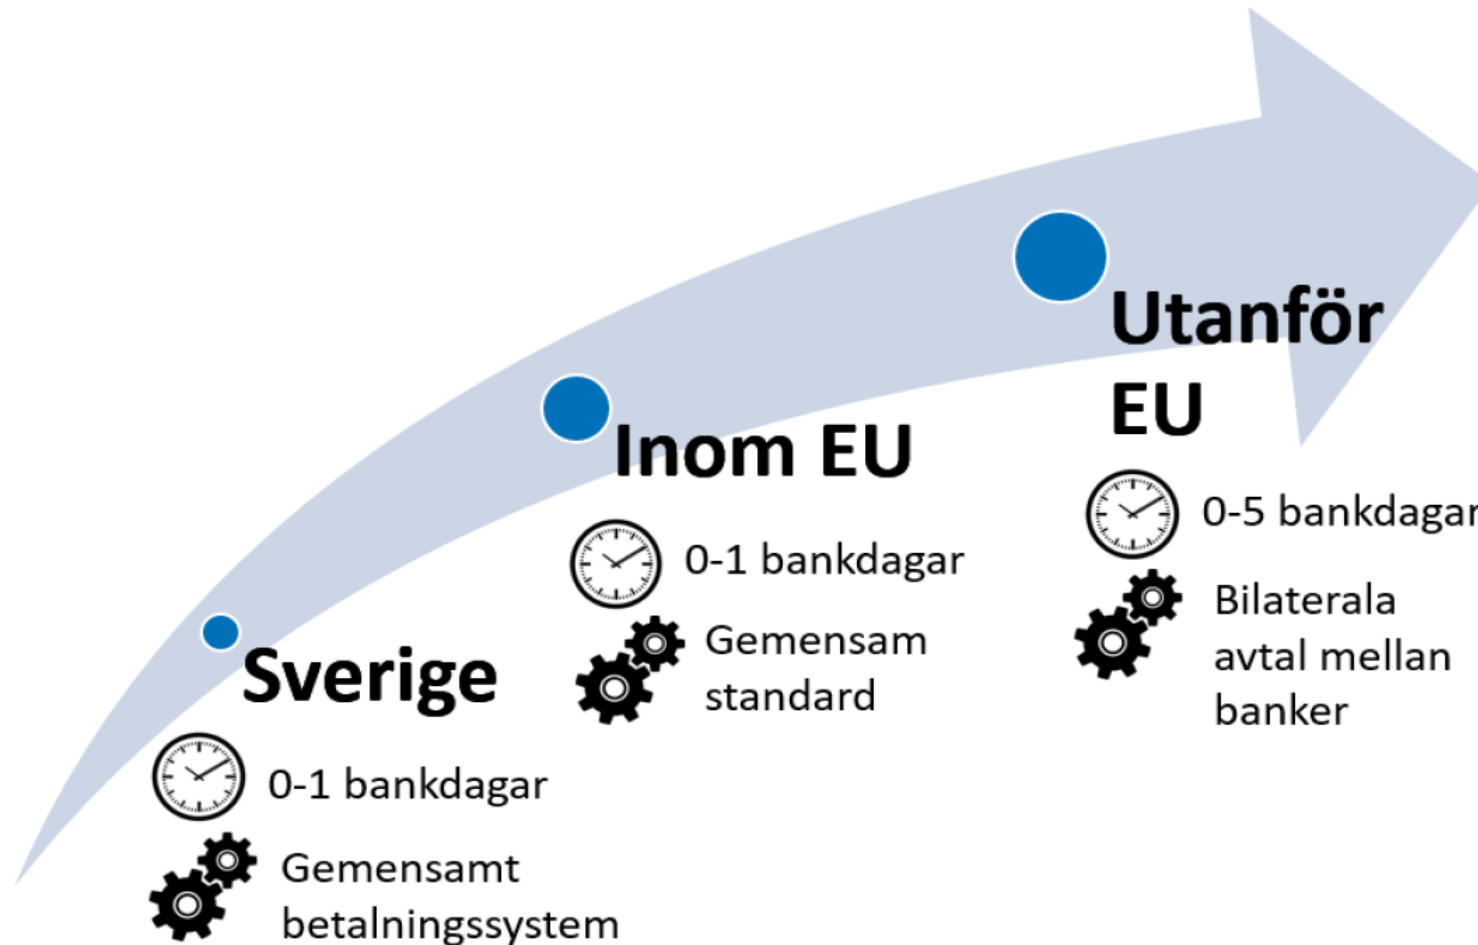 Sverige
0-1 bankdagar
Gemensamt
betalningssystem
Inom EU
0-1 bankdagar
Gemensam
standard
Utanför
EU
0-5 bankdagar
Bilaterala
avtal mellan
banker